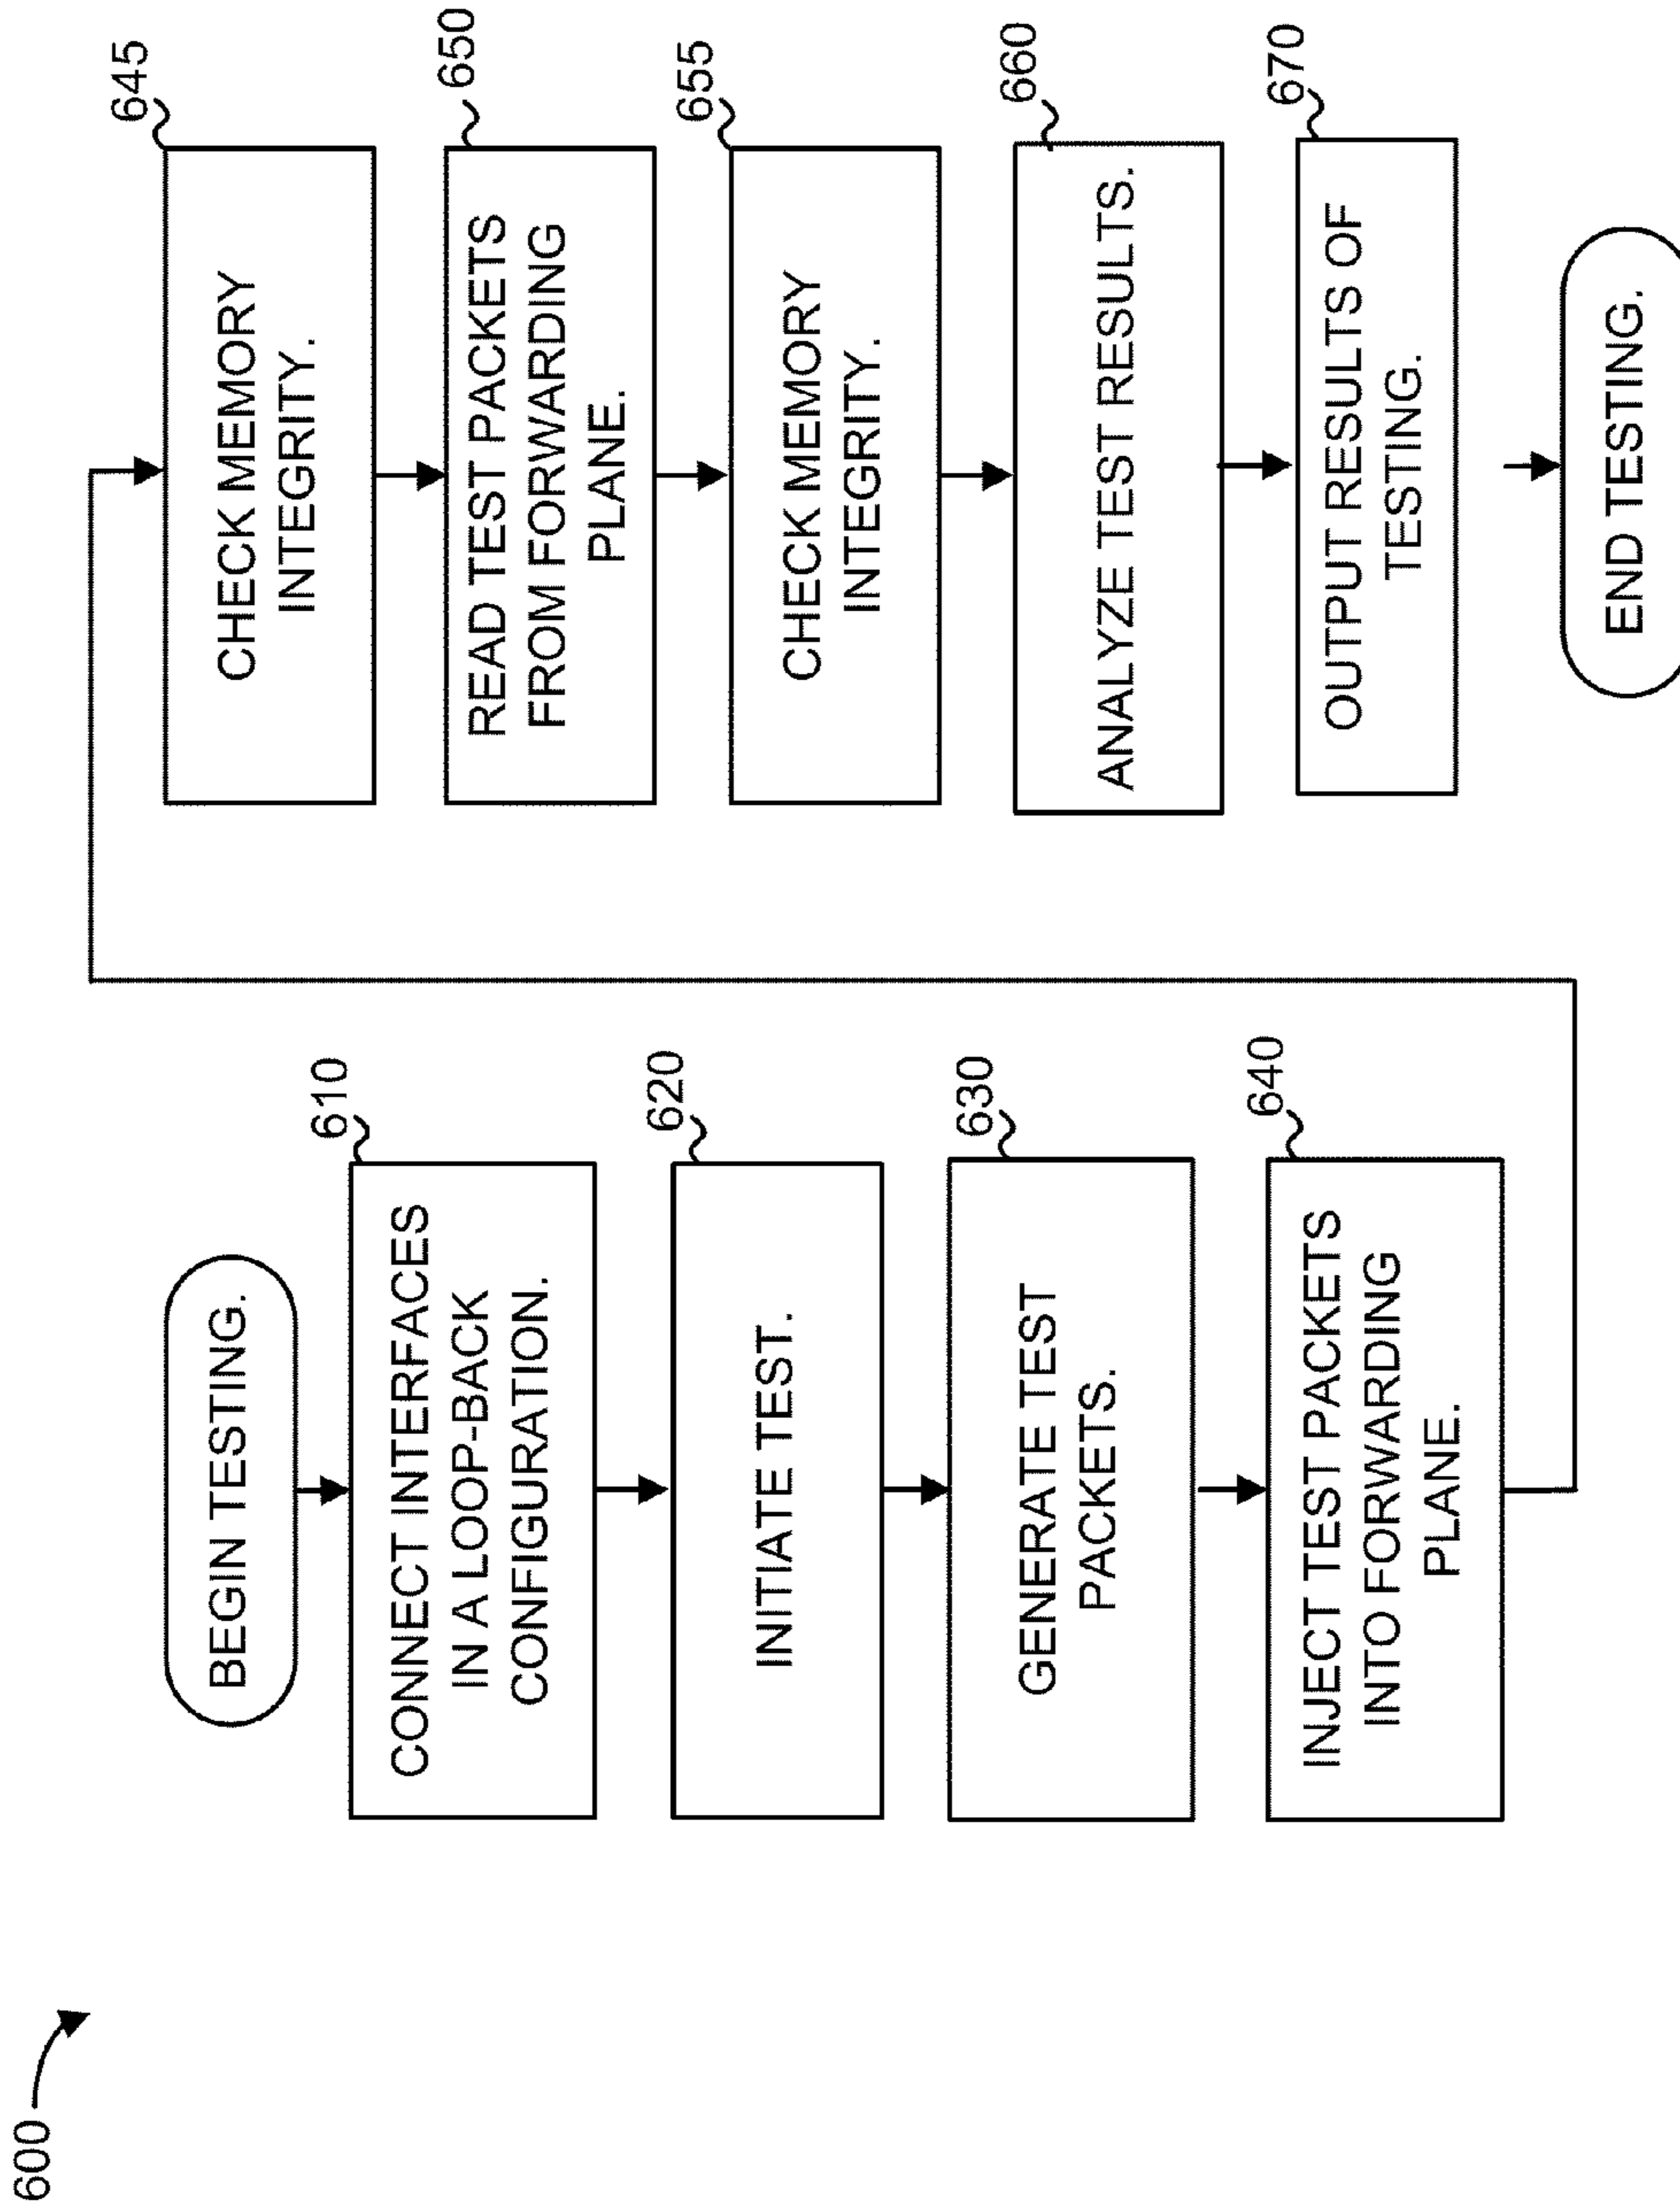 600
BEGIN TESTING.
610
CONNECT INTERFACES
IN A LOOP-BACK
CONFIGURATION.
620
INITIATE TEST.
630
GENERATE TEST
PACKETS.
640
INJECT TEST PACKETS
INTO FORWARDING
PLANE.
645
CHECK MEMORY
INTEGRITY.
650
READ TEST PACKETS
FROM FORWARDING
PLANE.
655
CHECK MEMORY
INTEGRITY.
660
ANALYZE TEST RESULTS.
670
OUTPUT RESULTS OF
TESTING.
END TESTING.